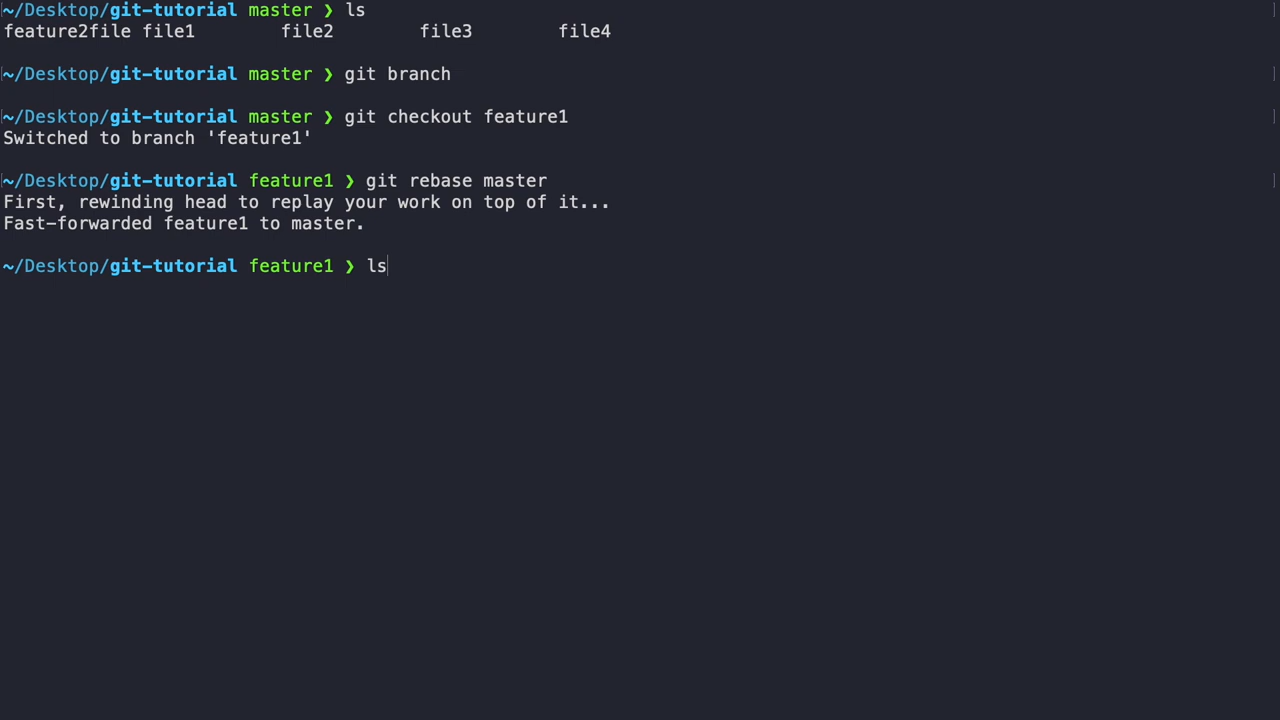 ~/Desktop/git-tutorial master ❯ ls
feature2file file1        file2        file3        file4
~/Desktop/git-tutorial master ❯ git branch
~/Desktop/git-tutorial master ❯ git checkout feature1
Switched to branch 'feature1'
~/Desktop/git-tutorial feature1 ❯ git rebase master
First, rewinding head to replay your work on top of it...
Fast-forwarded feature1 to master.
~/Desktop/git-tutorial feature1 ❯ ls